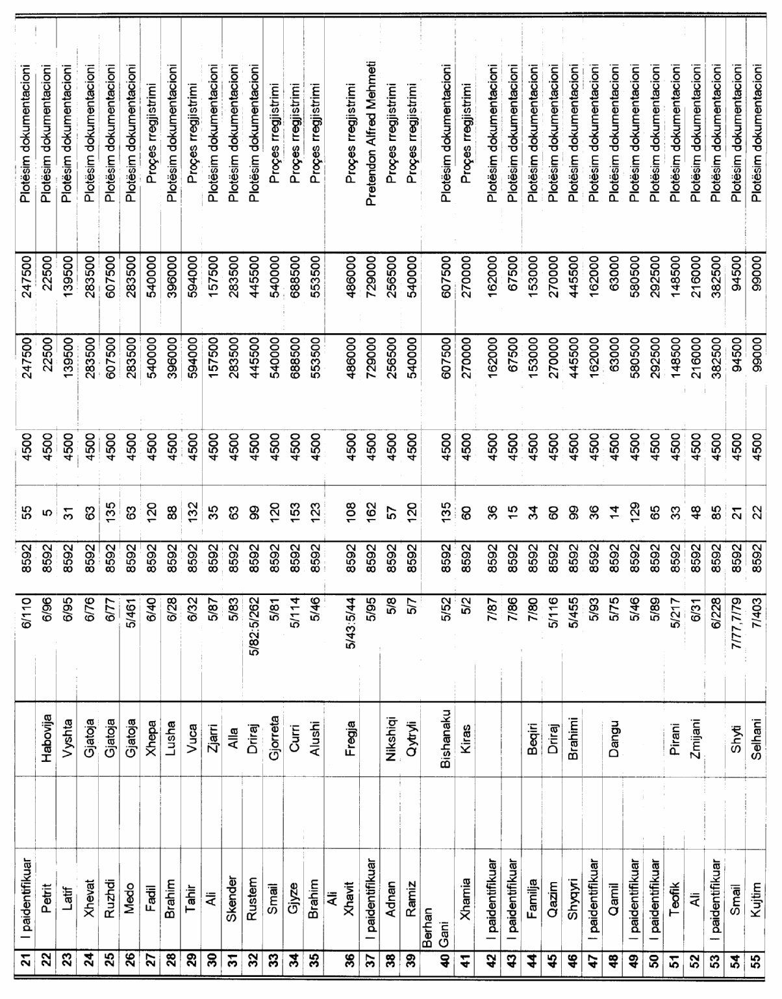 21 I paidentifikuar 6/110 8592 55 4500 247500 247500 Plotësim dokumentacioni
22 Petrit Habovija 6/96 8592 5 4500 22500 22500 Plotësim dokumentacioni
23 Latif Vyshta 6/95 8592 31 4500 139500 139500 Plotësim dokumentacioni
24 Xhevat Gjatoja 6/76 8592 63 4500 283500 283500 Plotësim dokumentacioni
25 Ruzhdi Gjatoja 6/77 8592 135 4500 607500 607500 Plotësim dokumentacioni
26 Medo Gjatoja 5/461 8592 63 4500 283500 283500 Plotësim dokumentacioni
27 Fadil Xhepa 6/40 8592 120 4500 540000 540000 Proçes rregjistrimi
28 Brahim Lusha 6/28 8592 88 4500 396000 396000 Plotësim dokumentacioni
29 Tahir Vuca 6/32 8592 132 4500 594000 594000 Proçes rregjistrimi
30 Ali Zjarri 5/87 8592 35 4500 157500 157500 Plotësim dokumentacioni
31 Skender Alla 5/83 8592 63 4500 283500 283500 Plotësim dokumentacioni
32 Rustem Driraj 5/82:5/262 8592 99 4500 445500 445500 Plotësim dokumentacioni
33 Smail Gjorreta 5/81 8592 120 4500 540000 540000 Proçes rregjistrimi
34 Gjyze Curri 5/114 8592 153 4500 688500 688500 Proçes rregjistrimi
35 Brahim Alushi 5/46 8592 123 4500 553500 553500 Proçes rregjistrimi
Ali
36 Xhavit Fregja 5/43:5/44 8592 108 4500 486000 486000 Proçes rregjistrimi
37 I paidentifikuar 5/95 8592 162 4500 729000 729000 Pretendon Alfred Mehmeti
38 Adnan Nikshiqi 5/8 8592 57 4500 256500 256500 Proçes rregjistrimi
39 Ramiz Qytryli 5/7 8592 120 4500 540000 540000 Proçes rregjistrimi
Berhan
40 Gani Bishanaku 5/52 8592 135 4500 607500 607500 Plotësim dokumentacioni
41 Xhamia Kiras 5/2 8592 60 4500 270000 270000 Proçes rregjistrimi
42 I paidentifikuar 7/87 8592 36 4500 162000 162000 Plotësim dokumentacioni
43 I paidentifikuar 7/86 8592 15 4500 67500 67500 Plotësim dokumentacioni
44 Familja Beqiri 7/80 8592 34 4500 153000 153000 Plotësim dokumentacioni
45 Qazim Driraj 5/116 8592 60 4500 270000 270000 Plotësim dokumentacioni
46 Shyqyri Brahimi 5/455 8592 99 4500 445500 445500 Plotësim dokumentacioni
47 I paidentifikuar 5/93 8592 36 4500 162000 162000 Plotësim dokumentacioni
48 Qamil Dangu 5/75 8592 14 4500 63000 63000 Plotësim dokumentacioni
49 I paidentifikuar 5/46 8592 129 4500 580500 580500 Plotësim dokumentacioni
50 I paidentifikuar 5/89 8592 65 4500 292500 292500 Plotësim dokumentacioni
51 Teofik Pirani 5/217 8592 33 4500 148500 148500 Plotësim dokumentacioni
52 Ali Zmijani 6/31 8592 48 4500 216000 216000 Plotësim dokumentacioni
53 I paidentifikuar 6/228 8592 85 4500 382500 382500 Plotësim dokumentacioni
54 Smail Shyti 7/77,7/79 8592 21 4500 94500 94500 Plotësim dokumentacioni
55 Kujtim Selhani 7/403 8592 22 4500 99000 99000 Plotësim dokumentacioni